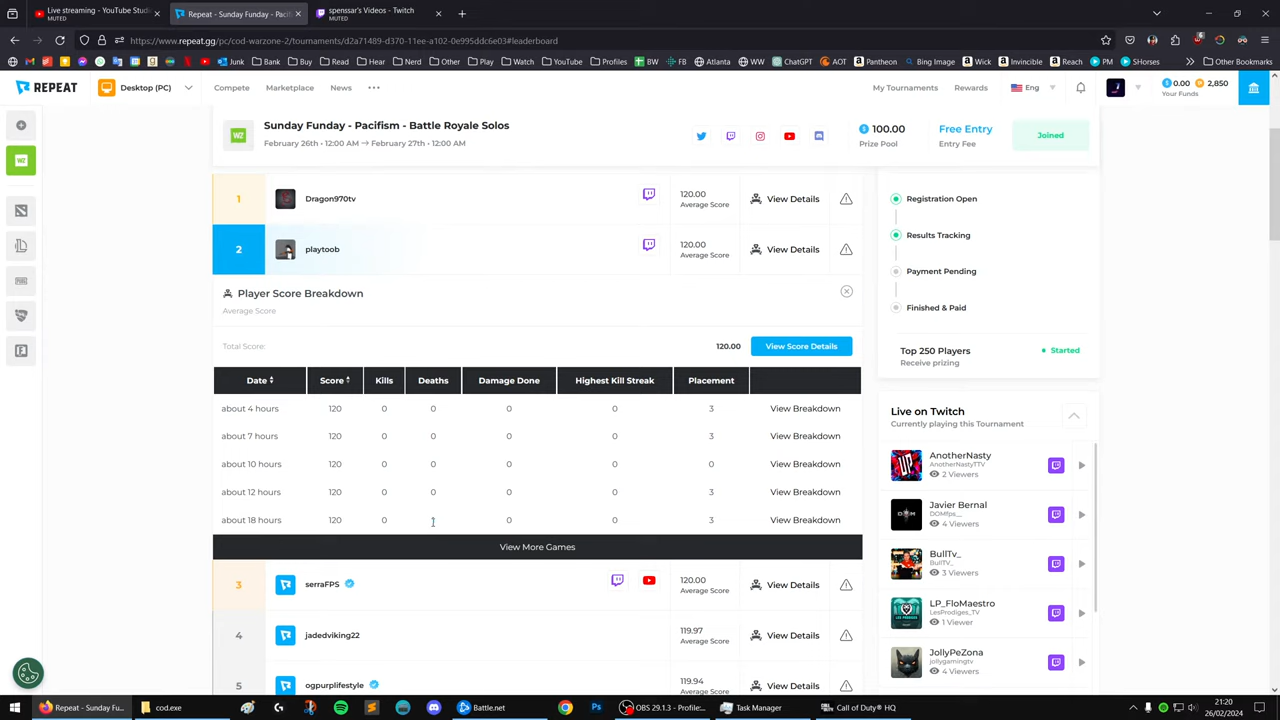 Live streaming - YouTube Studi
MUTED
Repeat - Sunday Funday - Pacifi
spenssar's Videos - Twitch
MUTED
https://www.repeat.gg/pc/cod-warzone-2/tournaments/d2a71489-d370-11ee-a102-0e995ddc6e03#leaderboard
Junk
Bank
Buy
Read
Hear
Nerd
Other
Play
Watch
YouTube
Profiles
BW
FB
Atlanta
WW
ChatGPT
AOT
Pantheon
Bing Image
Wick
Invincible
Reach
PM
SHorses
Other Bookmarks
REPEAT
Desktop (PC)
Compete
Marketplace
News
My Tournaments
Rewards
Eng
0.00
2,850
Your Funds
Sunday Funday - Pacifism - Battle Royale Solos
February 26th • 12:00 AM → February 27th • 12:00 AM
100.00
Prize Pool
Free Entry
Entry Fee
Joined
1
Dragon970tv
120.00
Average Score
View Details
2
playtoob
120.00
Average Score
View Details
Player Score Breakdown
Average Score
Total Score:
120.00
View Score Details
Date Score Kills Deaths Damage Done Highest Kill Streak Placement
about 4 hours 120 0 0 0 0 3 View Breakdown
about 7 hours 120 0 0 0 0 3 View Breakdown
about 10 hours 120 0 0 0 0 0 View Breakdown
about 12 hours 120 0 0 0 0 3 View Breakdown
about 18 hours 120 0 0 0 3 View Breakdown
View More Games
3
serraFPS
120.00
Average Score
View Details
4
jadedviking22
119.97
Average Score
View Details
5
ogpurplifestyle
119.94
Average Score
View Details
Registration Open
Results Tracking
Payment Pending
Finished & Paid
Top 250 Players
Receive prizing
Started
Live on Twitch
Currently playing this Tournament
AnotherNasty
AnotherNastyTTV
2 Viewers
Javier Bernal
DOMfps__
4 Viewers
BullTv_
BullTV_
3 Viewers
LP_FloMaestro
LesProdiges_TV
1 Viewer
JollyPeZona
jollygamingtv
4 Viewers
Repeat - Sunday Fu...
cod.exe
Battle.net
OBS 29.1.3 - Profile:...
Task Manager
Call of Duty® HQ
21:20
26/02/2024